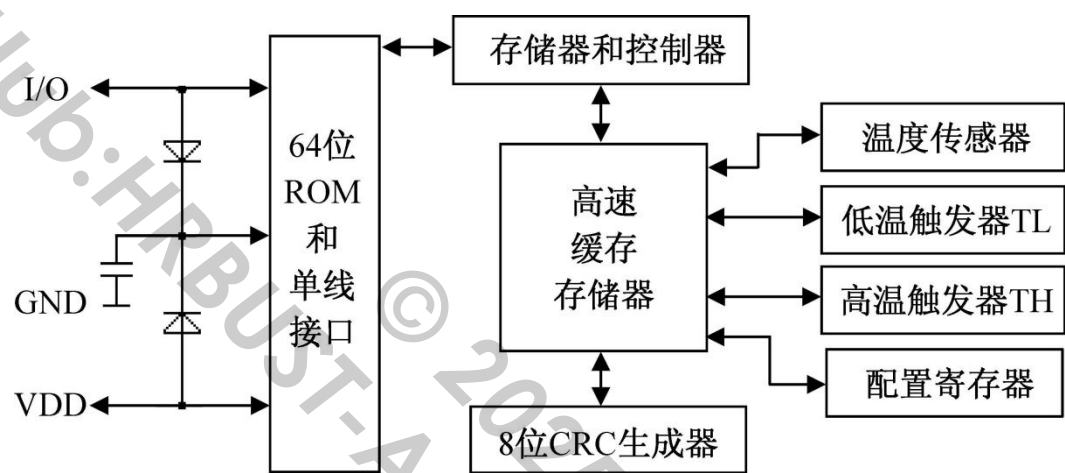 I/O
GND
VDD
64位
ROM
和
单线
接口
存储器和控制器
高速
缓存
存储器
8位CRC生成器
温度传感器
低温触发器TL
高温触发器TH
配置寄存器
Hub:HRBUST-A
© 202